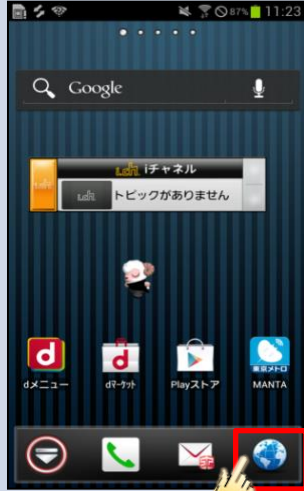 87% 11:23
Google
iチャネル
トピックがありません
dメニュー
dマーケット
Playストア
東京メトロ
MANTA